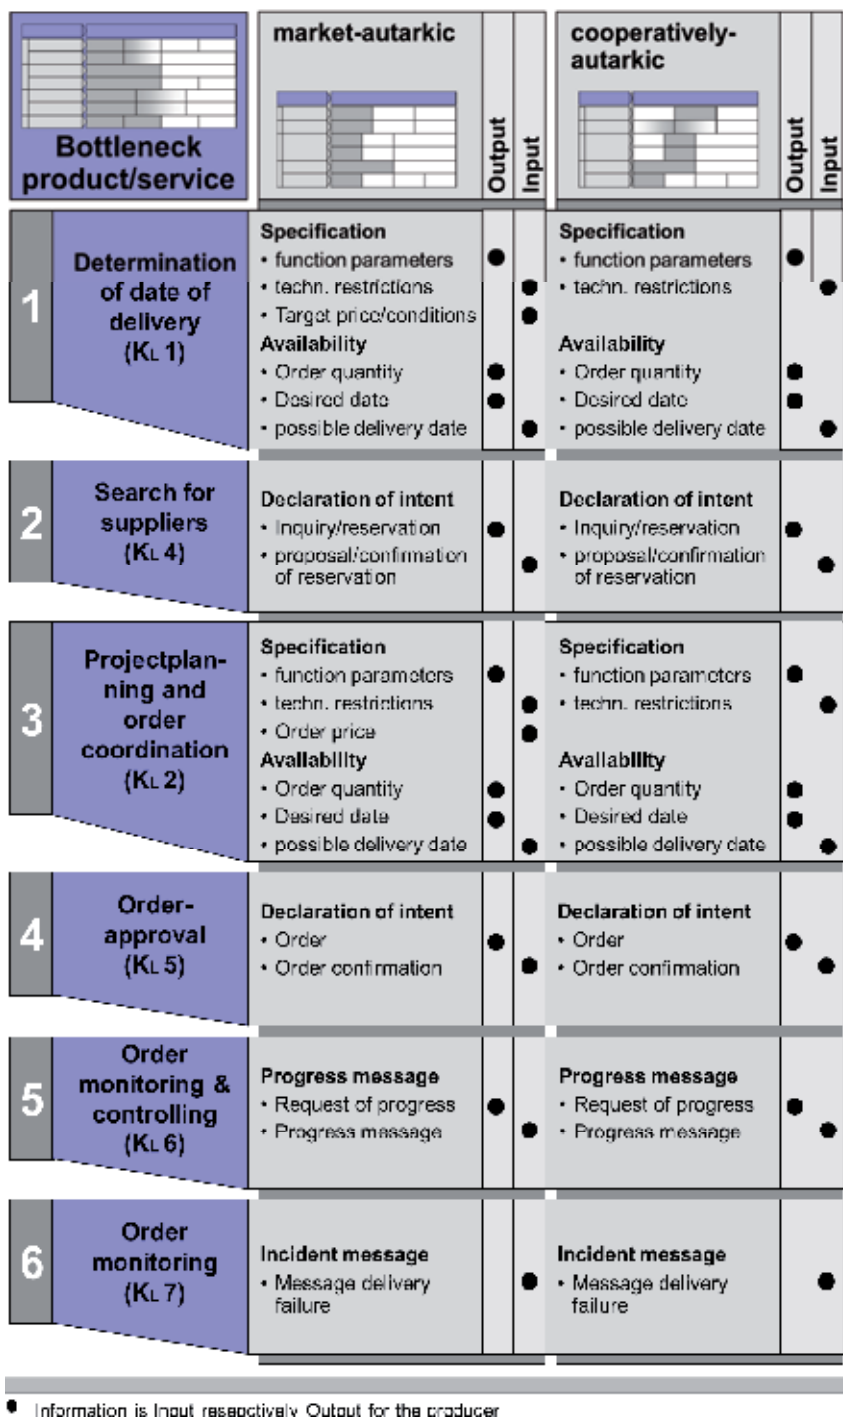 Bottleneck
product/service
market-autarkic
Output
Input
cooperatively-
autarkic
Output
Input
1
Determination
of date of
delivery
(KL 1)
Specification
• function parameters
• techn. restrictions
• Target price/conditions
Availability
• Order quantity
• Desired date
• possible delivery date
Specification
• function parameters
• techn. restrictions
Availability
• Order quantity
• Desired date
• possible delivery date
2
Search for
suppliers
(KL 4)
Declaration of intent
• Inquiry/reservation
• proposal/confirmation
of reservation
Declaration of intent
• Inquiry/reservation
• proposal/confirmation
of reservation
3
Projectplan-
ning and
order
coordination
(KL 2)
Specification
• function parameters
• techn. restrictions
• Order price
Availability
• Order quantity
• Desired date
• possible delivery date
Specification
• function parameters
• techn. restrictions
Availability
• Order quantity
• Desired date
• possible delivery date
4
Order-
approval
(KL 5)
Declaration of intent
• Order
• Order confirmation
Declaration of intent
• Order
• Order confirmation
5
Order
monitoring &
controlling
(KL 6)
Progress message
• Request of progress
• Progress message
Progress message
• Request of progress
• Progress message
6
Order
monitoring
(KL 7)
Incident message
• Message delivery
failure
Incident message
• Message delivery
failure
● Information is Input resepctively Output for the producer